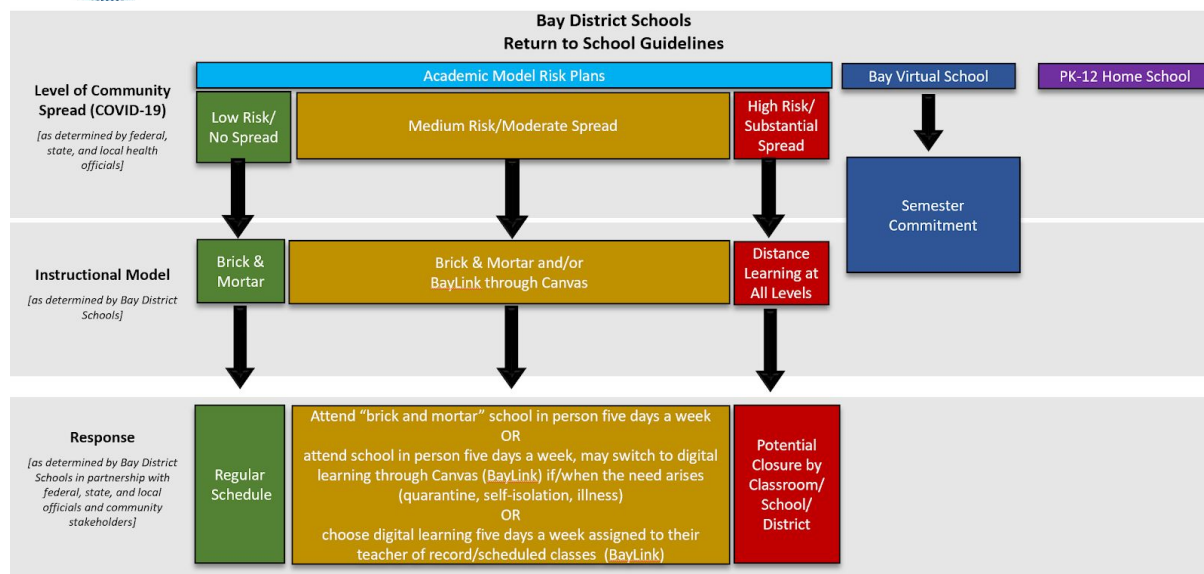 Bay District Schools
Return to School Guidelines
Level of Community
Spread (COVID-19)
[as determined by federal,
state, and local health
officials]
Academic Model Risk Plans
Bay Virtual School
PK-12 Home School
Low Risk/
No Spread
Medium Risk/Moderate Spread
High Risk/
Substantial
Spread
Semester
Commitment
Instructional Model
[as determined by Bay District
Schools]
Brick &
Mortar
Brick & Mortar and/or
BayLink through Canvas
Distance
Learning at
All Levels
Response
[as determined by Bay District
Schools in partnership with
federal, state, and local
officials and community
stakeholders]
Regular
Schedule
Attend “brick and mortar” school in person five days a week
OR
attend school in person five days a week, may switch to digital
learning through Canvas (BayLink) if/when the need arises
(quarantine, self-isolation, illness)
OR
choose digital learning five days a week assigned to their
teacher of record/scheduled classes (BayLink)
Potential
Closure by
Classroom/
School/
District